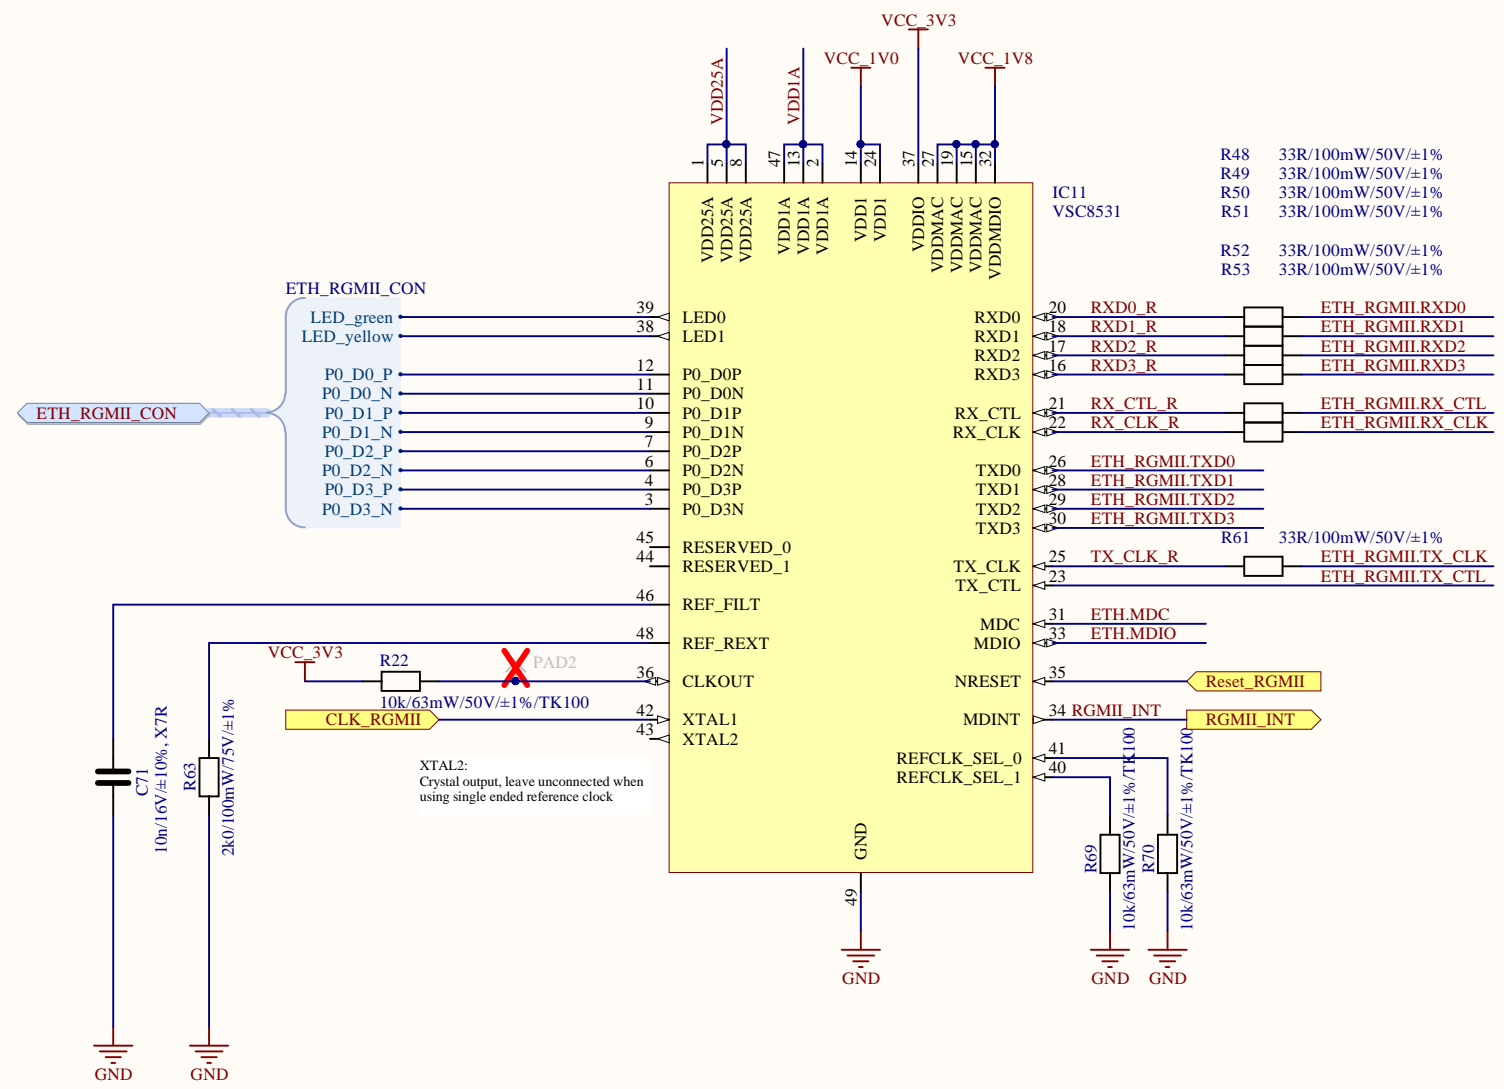 VCC_3V3
VCC_1V0
VCC_1V8
VDD25A
VDD1A
1
5
8
47
13
2
14
24
37
27
19
15
32
VDD25A
VDD25A
VDD25A
VDD1A
VDD1A
VDD1A
VDD1
VDD1
VDDIO
VDDMAC
VDDMAC
VDDMAC
VDDMDIO
IC11
VSC8531
R48 33R/100mW/50V/±1%
R49 33R/100mW/50V/±1%
R50 33R/100mW/50V/±1%
R51 33R/100mW/50V/±1%
R52 33R/100mW/50V/±1%
R53 33R/100mW/50V/±1%
ETH_RGMII_CON
ETH_RGMII_CON
LED_green
LED_yellow
P0_D0_P
P0_D0_N
P0_D1_P
P0_D1_N
P0_D2_P
P0_D2_N
P0_D3_P
P0_D3_N
39 LED0
38 LED1
12 P0_D0P
11 P0_D0N
10 P0_D1P
9 P0_D1N
7 P0_D2P
6 P0_D2N
4 P0_D3P
3 P0_D3N
45 RESERVED_0
44 RESERVED_1
46 REF_FILT
48 REF_REXT
36 CLKOUT
42 XTAL1
43 XTAL2
RXD0 20 RXD0_R ETH_RGMII.RXD0
RXD1 18 RXD1_R ETH_RGMII.RXD1
RXD2 17 RXD2_R ETH_RGMII.RXD2
RXD3 16 RXD3_R ETH_RGMII.RXD3
RX_CTL 21 RX_CTL_R ETH_RGMII.RX_CTL
RX_CLK 22 RX_CLK_R ETH_RGMII.RX_CLK
TXD0 26 ETH_RGMII.TXD0
TXD1 28 ETH_RGMII.TXD1
TXD2 29 ETH_RGMII.TXD2
TXD3 30 ETH_RGMII.TXD3
R61 33R/100mW/50V/±1%
TX_CLK 25 TX_CLK_R ETH_RGMII.TX_CLK
TX_CTL 23 ETH_RGMII.TX_CTL
MDC 31 ETH.MDC
MDIO 33 ETH.MDIO
NRESET 35 Reset_RGMII
MDINT 34 RGMII_INT RGMII_INT
REFCLK_SEL_0 41
REFCLK_SEL_1 40
VCC_3V3
R22
PAD2
10k/63mW/50V/±1%/TK100
CLK_RGMII
XTAL2:
Crystal output, leave unconnected when
using single ended reference clock
C71
10n/16V/±10%, X7R
R63
2k0/100mW/75V/±1%
R69
10k/63mW/50V/±1%/TK100
R70
10k/63mW/50V/±1%/TK100
GND
49
GND
GND
GND
GND
GND